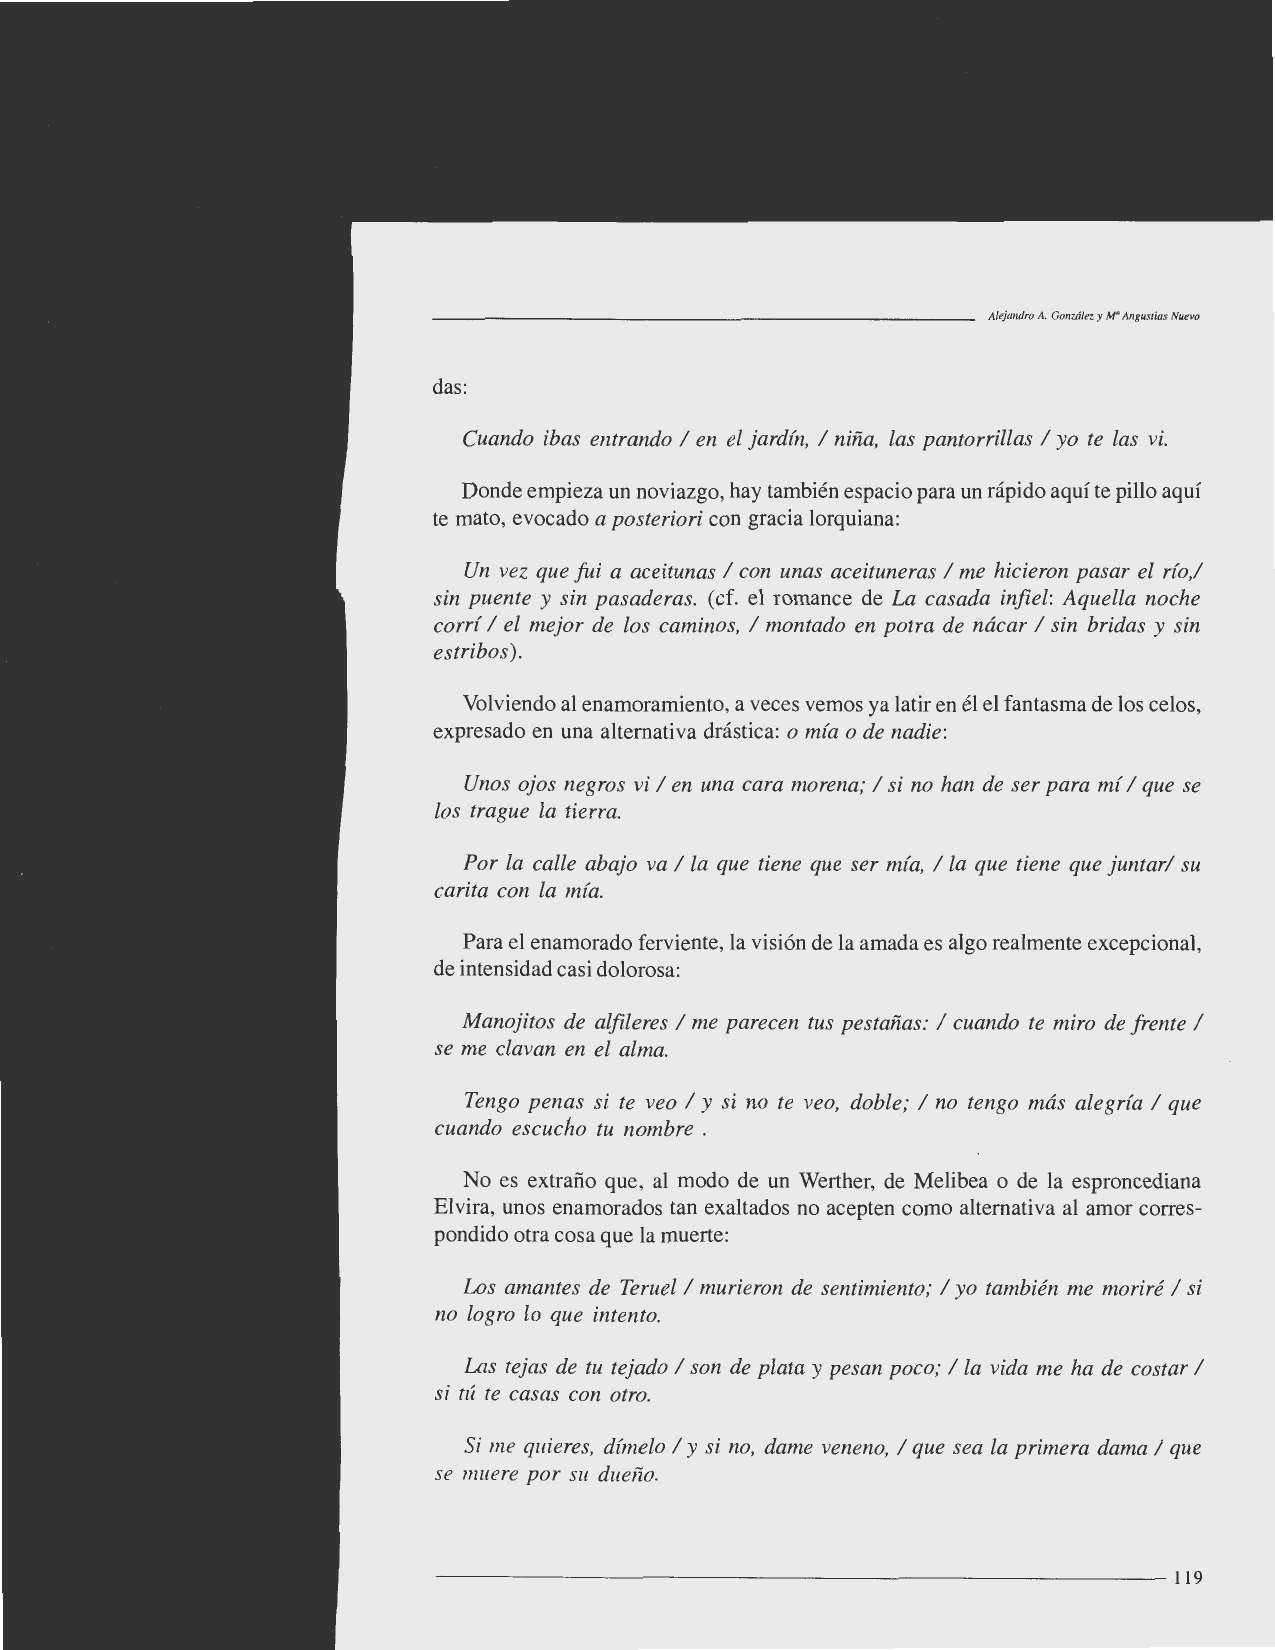 Alejandro A. González y Mª Angustias Nuevo
das:
Cuando ibas entrando / en el jardín, / niña, las pantorrillas / yo te las vi.
Donde empieza un noviazgo, hay también espacio para un rápido aquí te pillo aquí
te mato, evocado a posteriori con gracia lorquiana:
Un vez que fui a aceitunas / con unas aceituneras / me hicieron pasar el río,/
sin puente y sin pasaderas. (cf. el romance de La casada infiel: Aquella noche
corrí / el mejor de los caminos, / montado en potra de nácar / sin bridas y sin
estribos).
Volviendo al enamoramiento, a veces vemos ya latir en él el fantasma de los celos,
expresado en una alternativa drástica: o mía o de nadie:
Unos ojos negros vi / en una cara morena; / si no han de ser para mí / que se
los trague la tierra.
Por la calle abajo va / la que tiene que ser mía, / la que tiene que juntar/ su
carita con la mía.
Para el enamorado ferviente, la visión de la amada es algo realmente excepcional,
de intensidad casi dolorosa:
Manojitos de alfileres / me parecen tus pestañas: / cuando te miro de frente /
se me clavan en el alma.
Tengo penas si te veo / y si no te veo, doble; / no tengo más alegría / que
cuando escucho tu nombre .
No es extraño que, al modo de un Werther, de Melibea o de la esproncediana
Elvira, unos enamorados tan exaltados no acepten como alternativa al amor corres-
pondido otra cosa que la muerte:
Los amantes de Teruel / murieron de sentimiento; / yo también me moriré / si
no logro lo que intento.
Las tejas de tu tejado / son de plata y pesan poco; / la vida me ha de costar /
si tú te casas con otro.
Si me quieres, dímelo / y si no, dame veneno, / que sea la primera dama / que
se muere por su dueño.
119